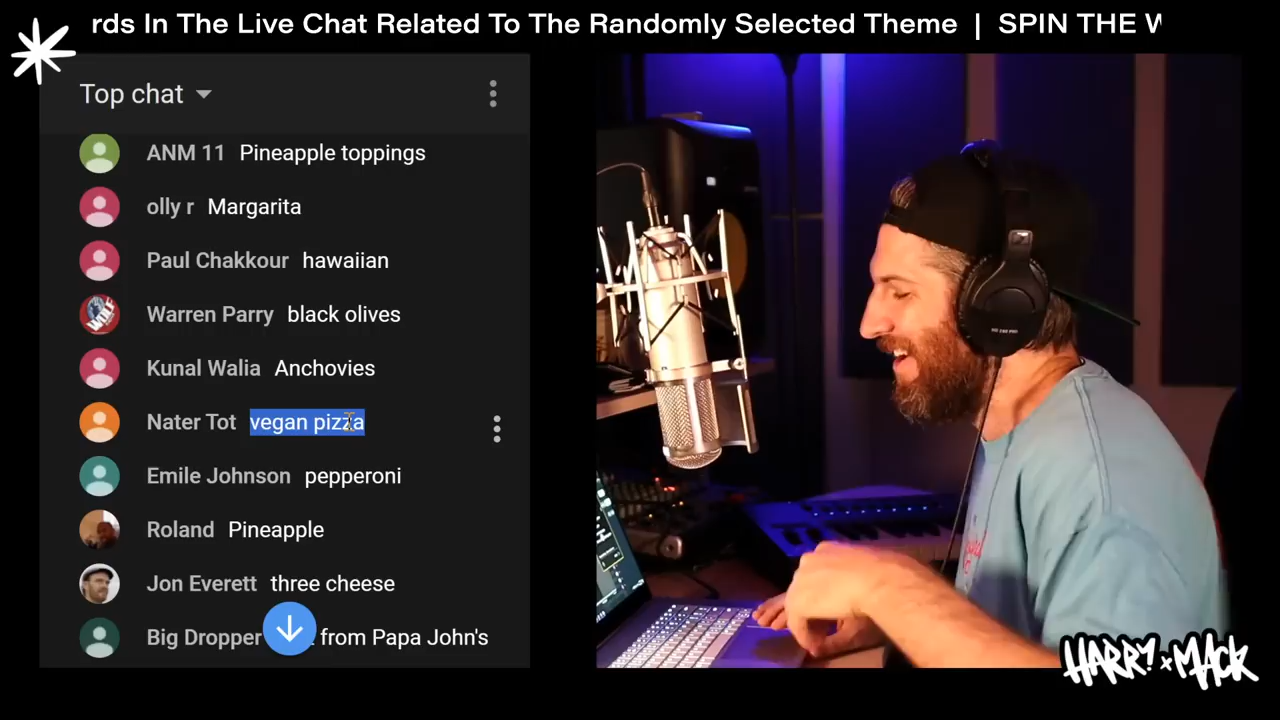 rds In The Live Chat Related To The Randomly Selected Theme | SPIN THE W
Top chat
ANM 11 Pineapple toppings
olly r Margarita
Paul Chakkour hawaiian
Warren Parry black olives
Kunal Walia Anchovies
Nater Tot vegan pizza
Emile Johnson pepperoni
Roland Pineapple
Jon Everett three cheese
Big Dropper from Papa John's
HARRY x MACK